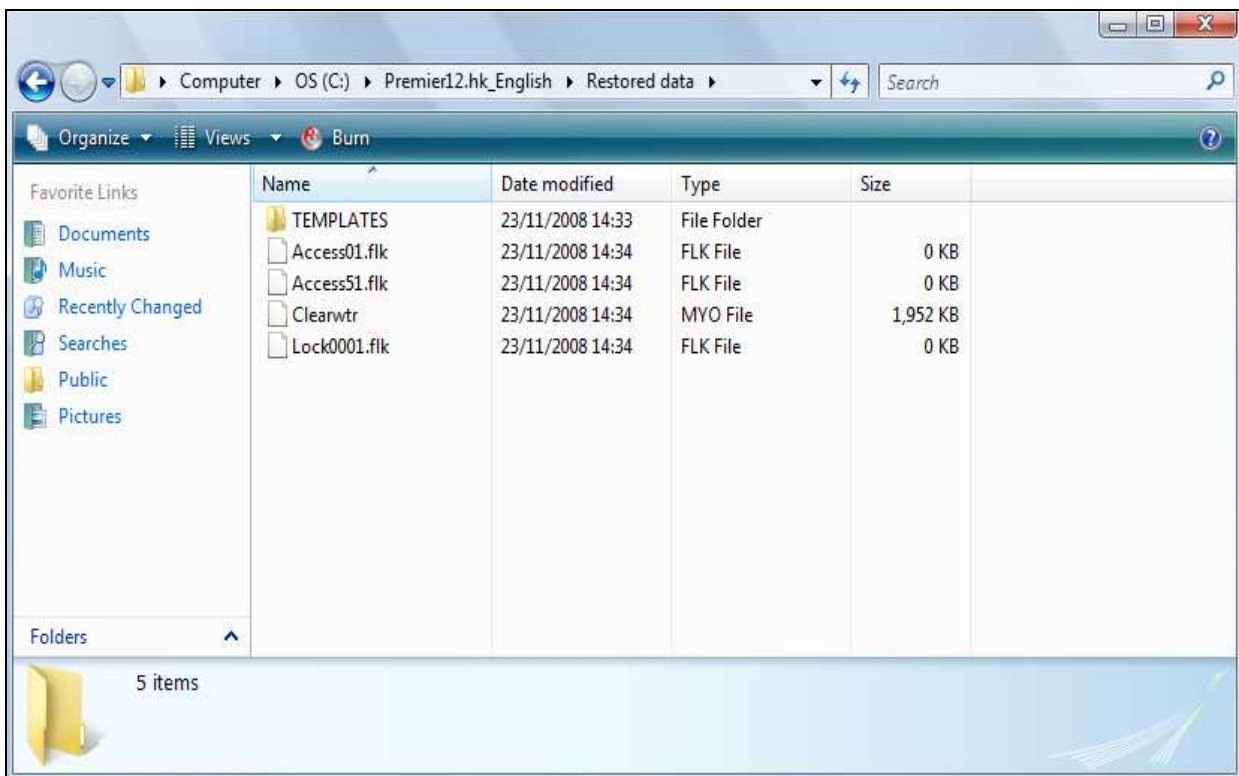 Computer ▸ OS (C:) ▸ Premier12.hk_English ▸ Restored data ▸ Search
Organize Views Burn
Favorite Links
Documents
Music
Recently Changed
Searches
Public
Pictures
Folders
Name Date modified Type Size
TEMPLATES 23/11/2008 14:33 File Folder
Access01.flk 23/11/2008 14:34 FLK File 0 KB
Access51.flk 23/11/2008 14:34 FLK File 0 KB
Clearwtr 23/11/2008 14:34 MYO File 1,952 KB
Lock0001.flk 23/11/2008 14:34 FLK File 0 KB
5 items